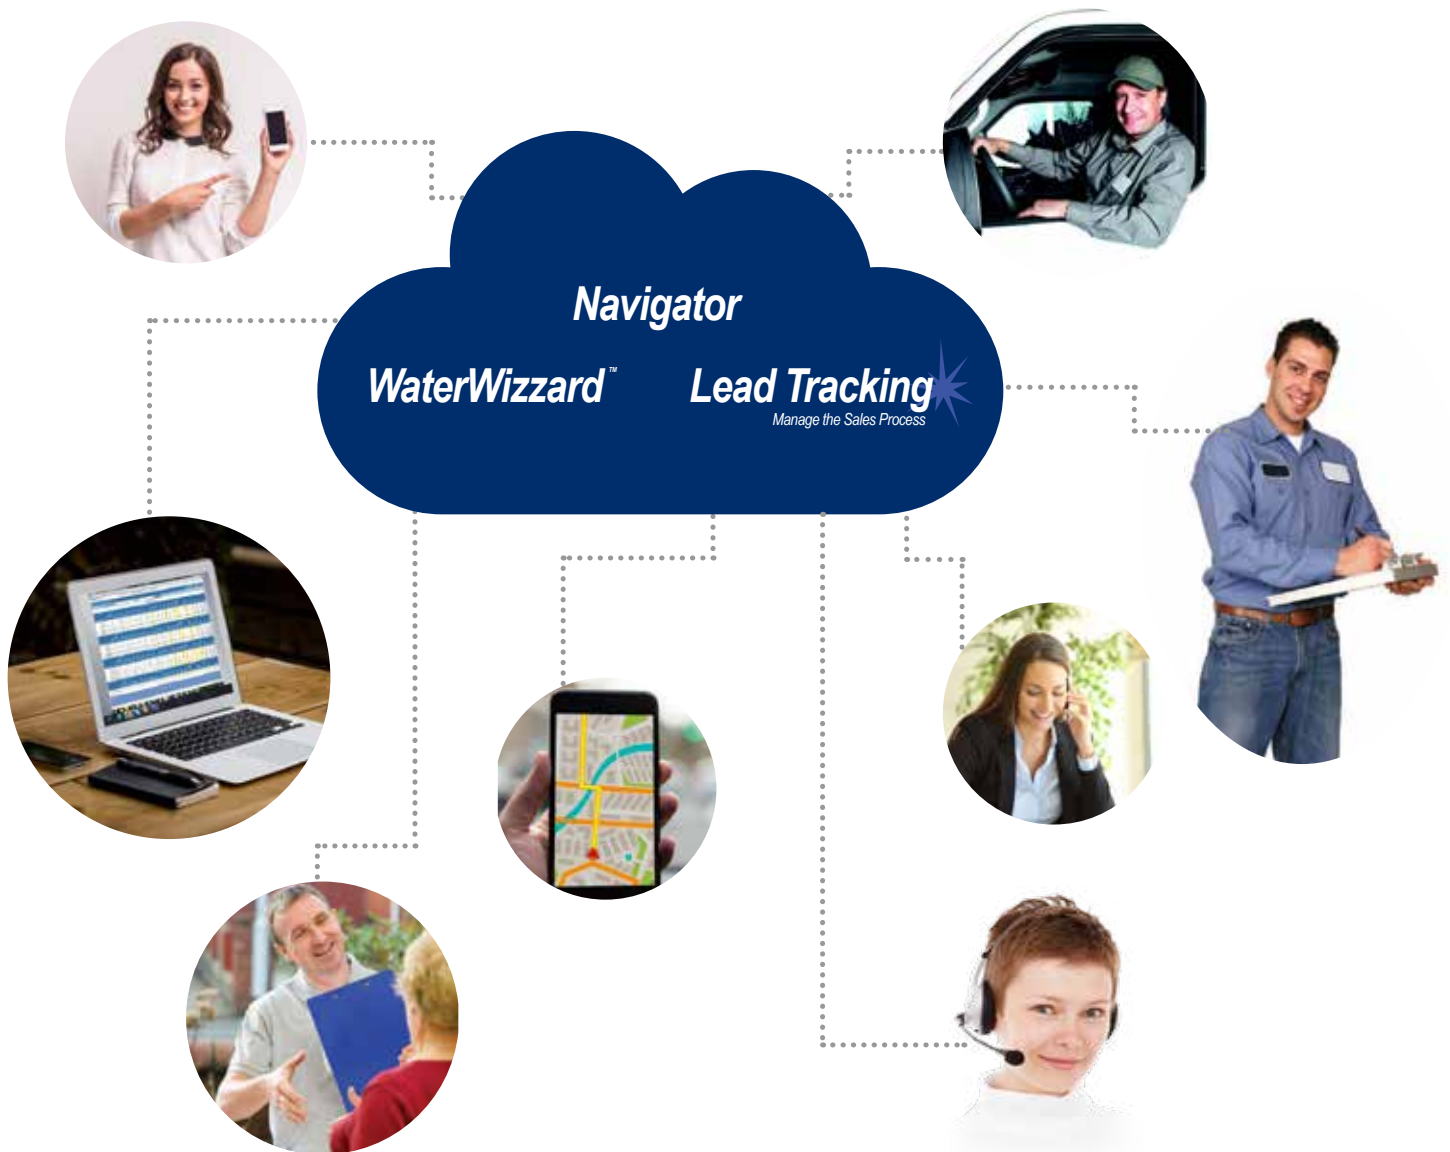 Navigator
WaterWizzard™
Lead Tracking
Manage the Sales Process